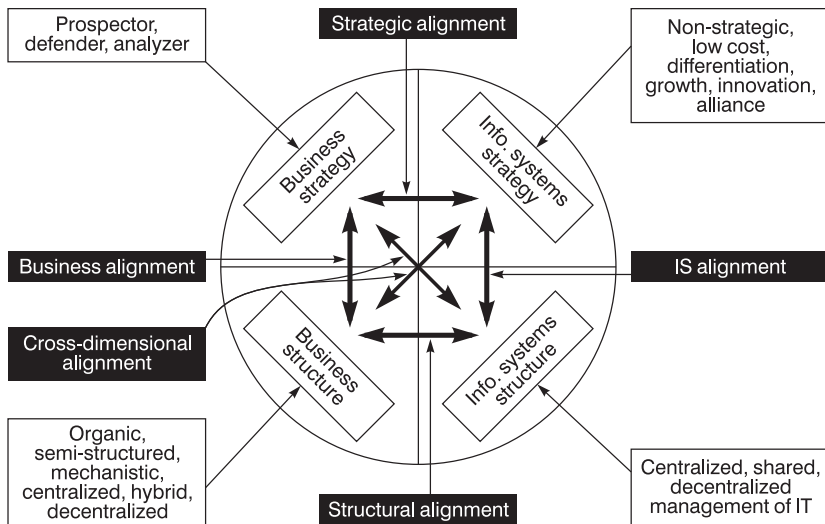 Prospector,
defender, analyzer
Strategic alignment
Non-strategic,
low cost,
differentiation,
growth, innovation,
alliance
Business
strategy
Info. systems
strategy
Business alignment
IS alignment
Cross-dimensional
alignment
Business
structure
Info. systems
structure
Organic,
semi-structured,
mechanistic,
centralized, hybrid,
decentralized
Structural alignment
Centralized, shared,
decentralized
management of IT